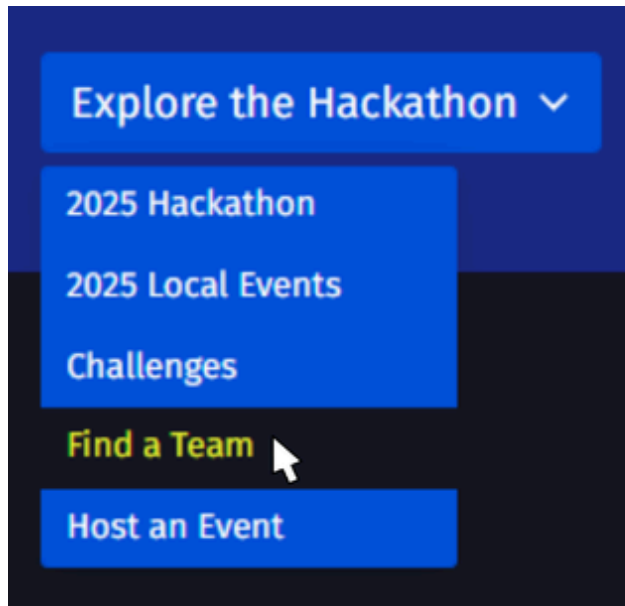 Explore the Hackathon
2025 Hackathon
2025 Local Events
Challenges
Find a Team
Host an Event